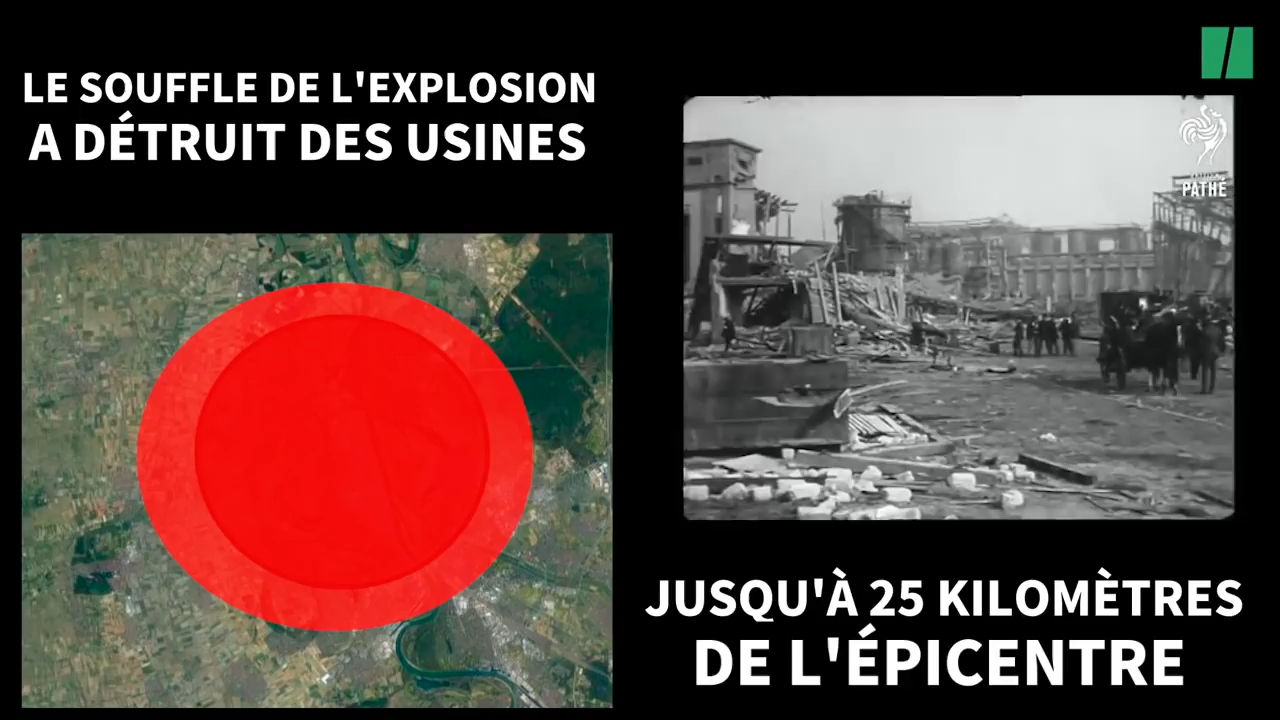 LE SOUFFLE DE L'EXPLOSION
A DÉTRUIT DES USINES
PATHÉ
JUSQU'À 25 KILOMÈTRES
DE L'ÉPICENTRE